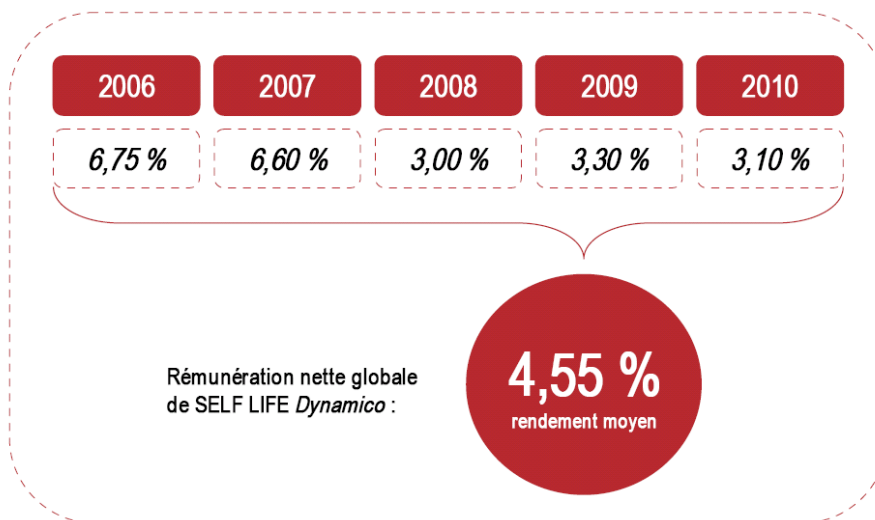 2006 2007 2008 2009 2010
6,75 % 6,60 % 3,00 % 3,30 % 3,10 %
4,55 %
rendement moyen
Rémunération nette globale
de SELF LIFE Dynamico :